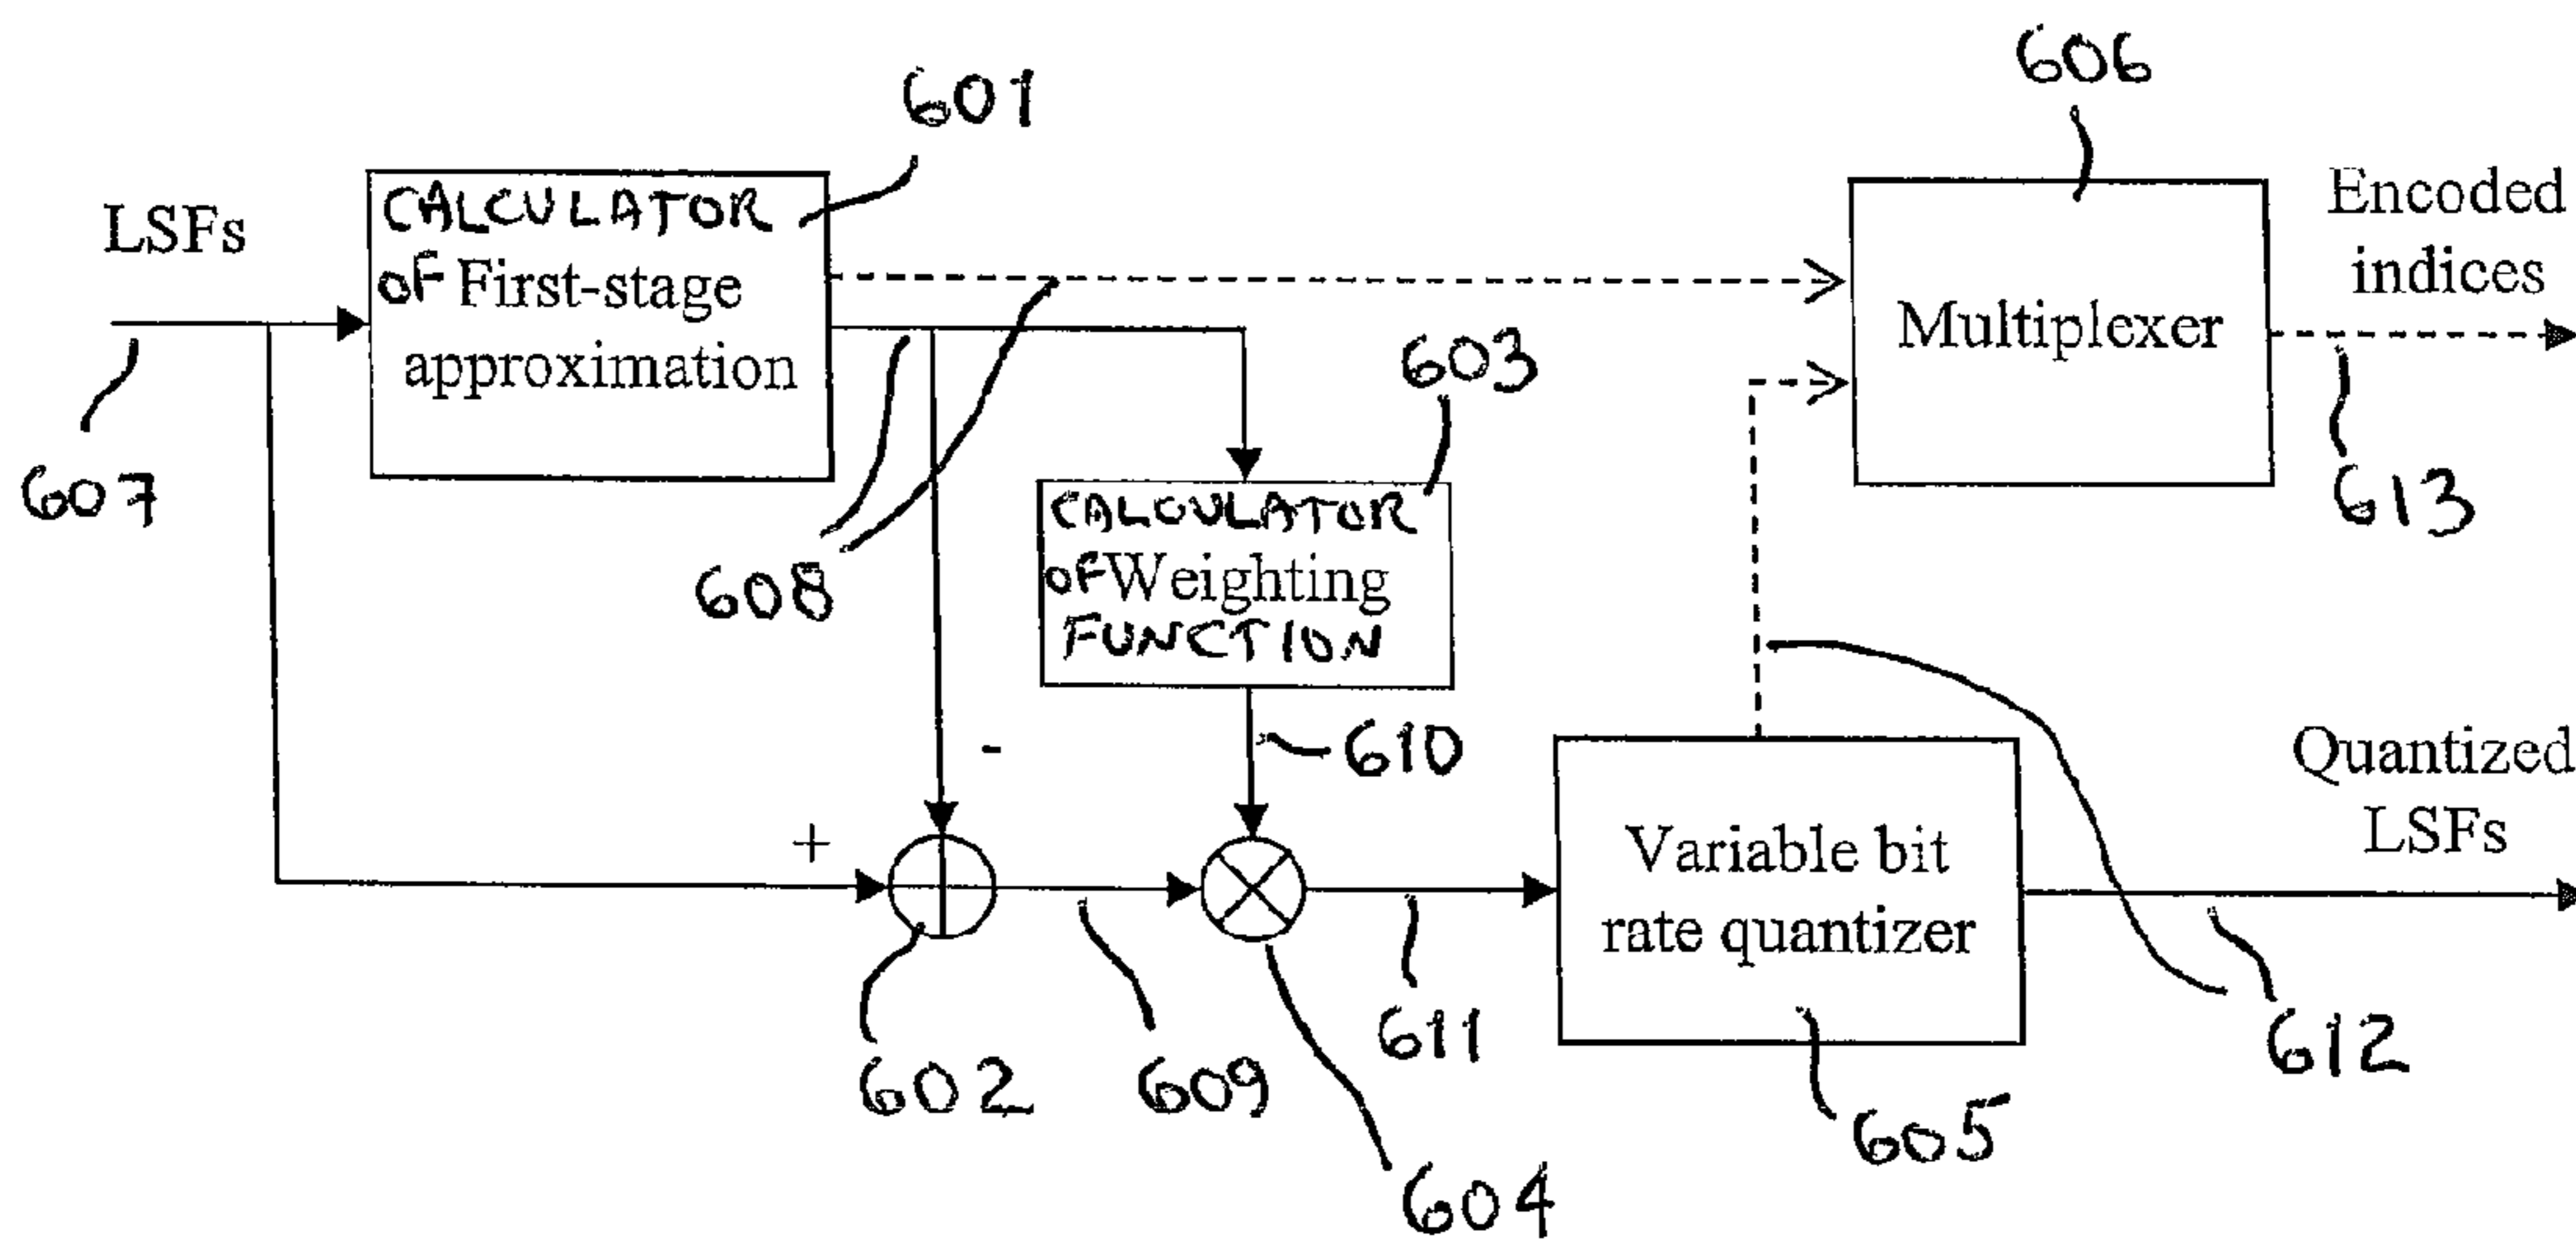 606
601
LSFs
CALCULATOR
OF First-stage
approximation
Encoded
indices
Multiplexer
603
607
613
CALCULATOR
OF Weighting
FUNCTION
608
-
610
Quantized
LSFs
+
Variable bit
rate quantizer
611
612
602
609
605
604